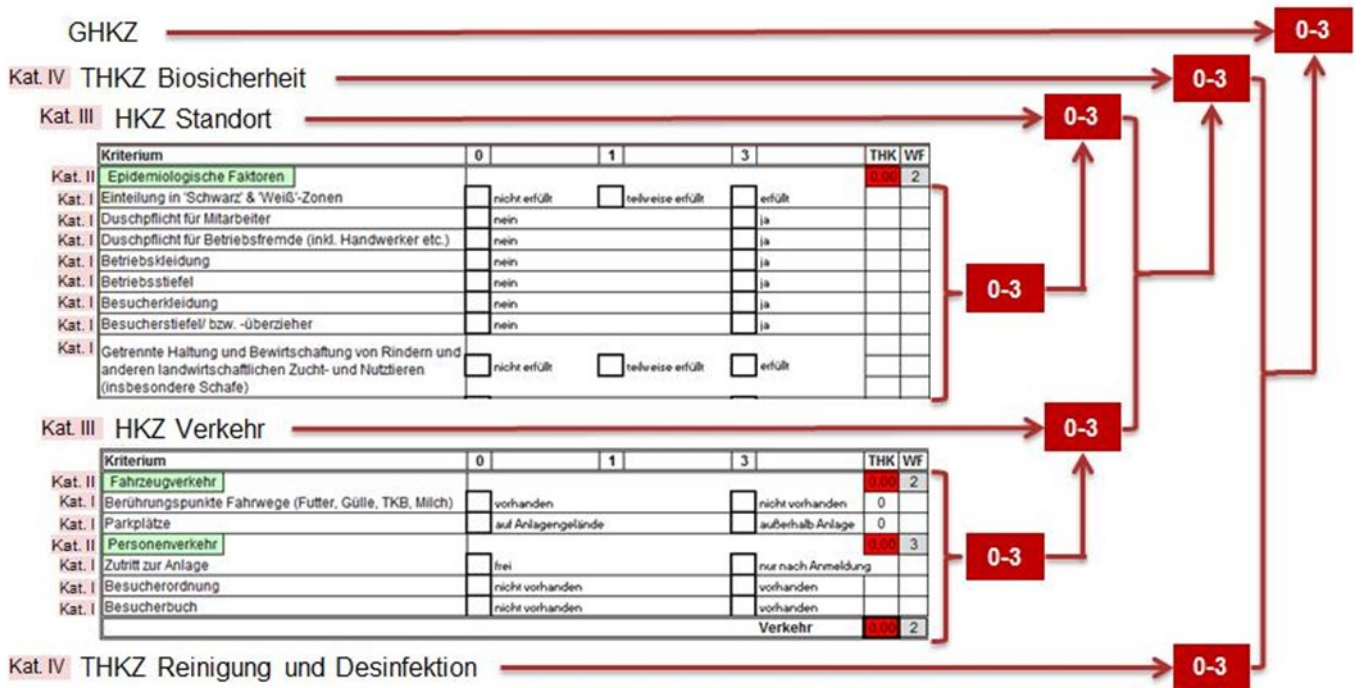 GHKZ 0-3
Kat. IV THKZ Biosicherheit 0-3
Kat. III HKZ Standort 0-3
Kriterium 0 1 3 THK WF
Kat. II Epidemiologische Faktoren 0,00 2
Kat. I Einteilung in 'Schwarz' & 'Weiß'-Zonen nicht erfüllt teilweise erfüllt erfüllt
Kat. I Duschpflicht für Mitarbeiter nein ja
Kat. I Duschpflicht für Betriebsfremde (inkl. Handwerker etc.) nein ja
Kat. I Betriebskleidung nein ja
Kat. I Betriebsstiefel nein ja
0-3
Kat. I Besucherkleidung nein ja
Kat. I Besucherstiefel/ bzw. -überzieher nein ja
Kat. I Getrennte Haltung und Bewirtschaftung von Rindern und
anderen landwirtschaftlichen Zucht- und Nutztieren nicht erfüllt teilweise erfüllt erfüllt
(insbesondere Schafe)
Kat. III HKZ Verkehr 0-3
Kriterium 0 1 3 THK WF
Kat. II Fahrzeugverkehr 0,00 2
Kat. I Berührungspunkte Fahrwege (Futter, Gülle, TKB, Milch) vorhanden nicht vorhanden 0
Kat. I Parkplätze auf Anlagengelände außerhalb Anlage 0
Kat. II Personenverkehr 0,00 3
Kat. I Zutritt zur Anlage frei nur nach Anmeldung
0-3
Kat. I Besucherordnung nicht vorhanden vorhanden
Kat. I Besucherbuch nicht vorhanden vorhanden
Verkehr 0,00 2
Kat. IV THKZ Reinigung und Desinfektion 0-3